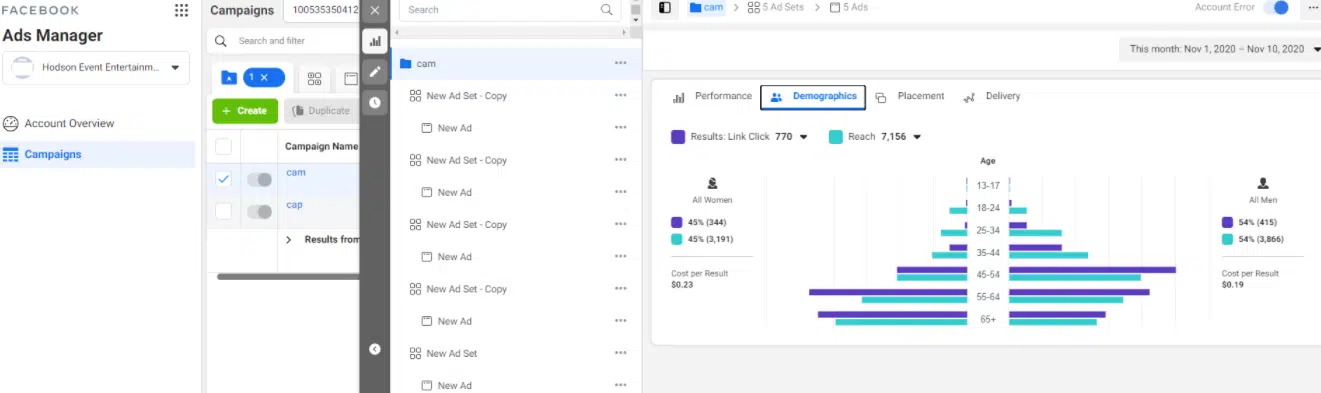 FACEBOOK
Ads Manager
Hodson Event Entertainm...
Account Overview
Campaigns
Campaigns
100535350412
Search and filter
1 ×
+ Create
Duplicate
Campaign Name
cam
cap
Results from
Search
cam
New Ad Set - Copy
New Ad
New Ad Set - Copy
New Ad
New Ad Set - Copy
New Ad
New Ad Set - Copy
New Ad
New Ad Set
New Ad
cam
5 Ad Sets
5 Ads
Account Error
This month: Nov 1, 2020 – Nov 10, 2020
Performance
Demographics
Placement
Delivery
Results: Link Click 770
Reach 7,156
Age
13-17
18-24
25-34
35-44
45-54
55-64
65+
All Women
45% (344)
45% (3,191)
Cost per Result
$0.23
All Men
54% (415)
54% (3,866)
Cost per Result
$0.19